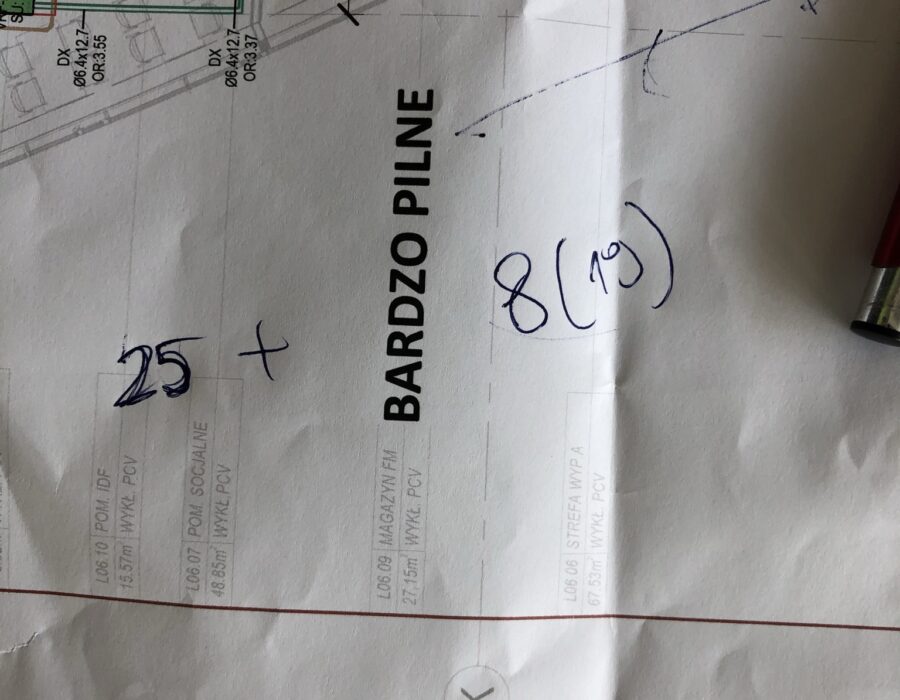 DX
Ø6.4x12.7
OR:3.55
DX
Ø6.4x12.7
OR:3.37
BARDZO PILNE
25 +
8 (19)
L06.10 POM. IDF
15.57m² WYKŁ. PCV
L06.07 POM. SOCJALNE
48.85m² WYKŁ. PCV
L06.09 MAGAZYN FM
27.15m² WYKŁ. PCV
L06.06 STREFA WYP. A
67.53m² WYKŁ. PCV
K